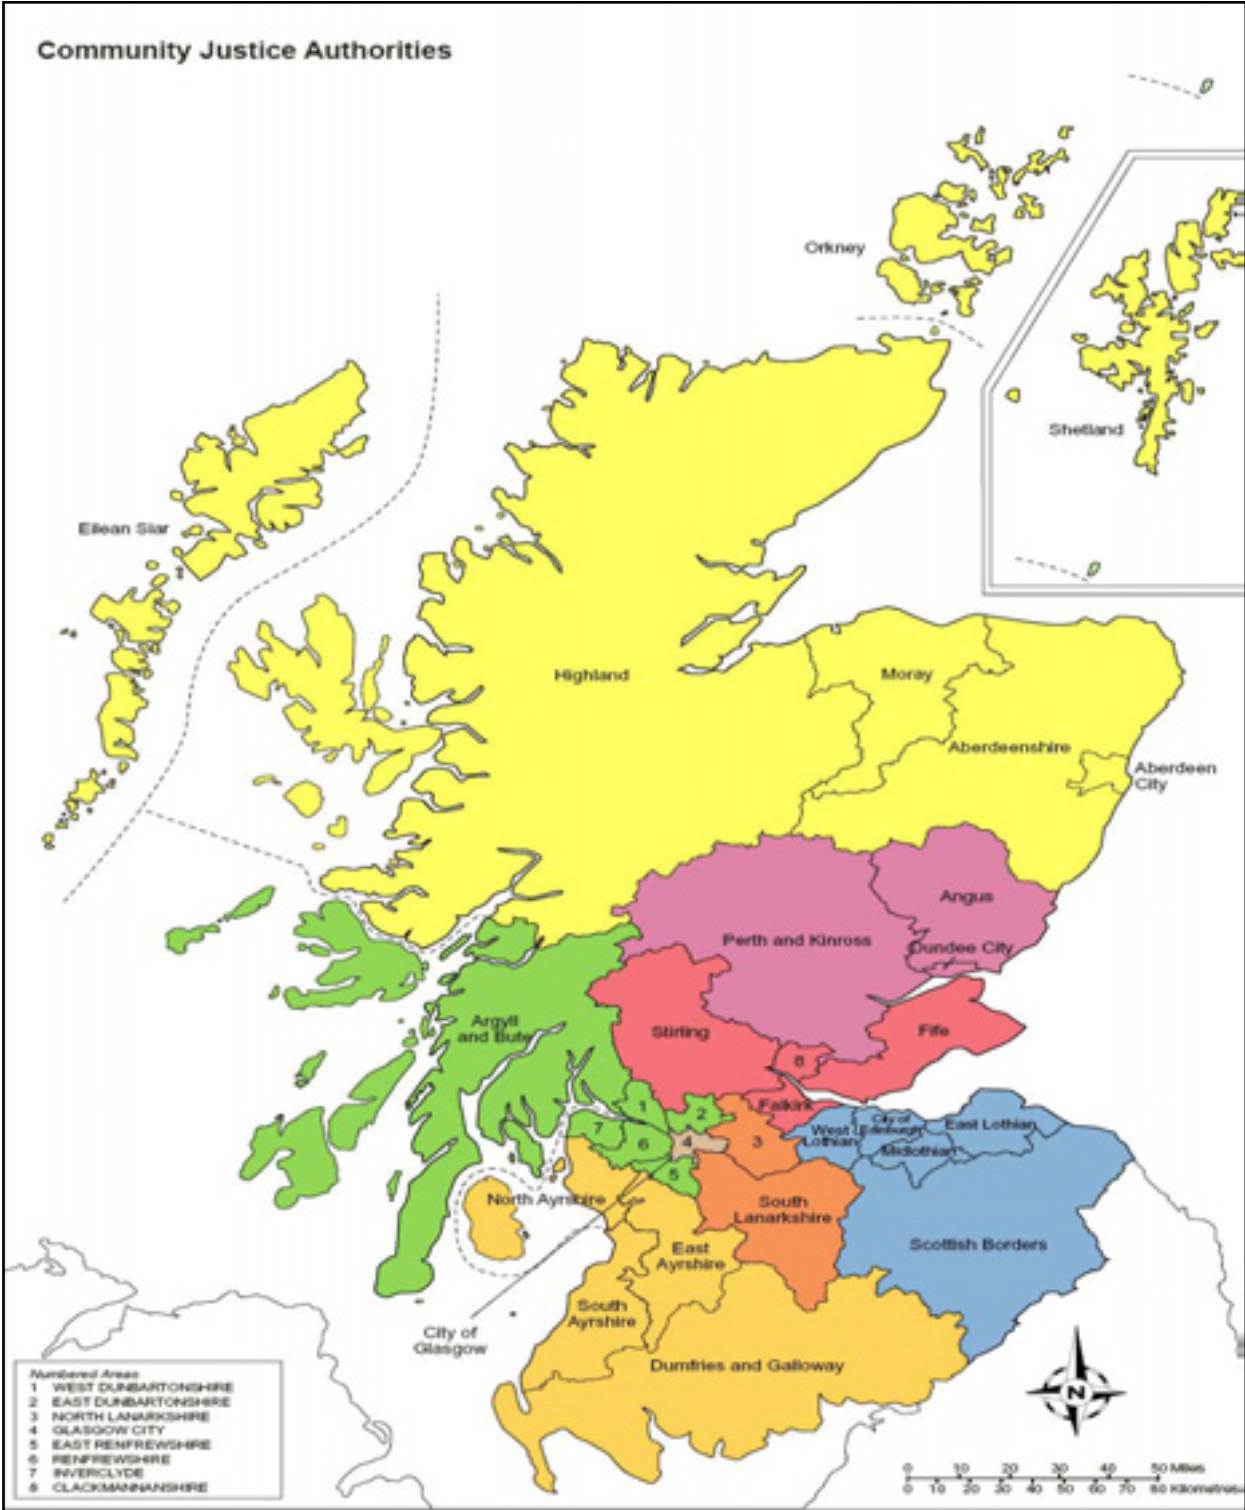 Community Justice Authorities
Orkney
Shetland
Eilean Siar
Highland
Moray
Aberdeenshire
Aberdeen
City
Angus
Perth and Kinross
Dundee City
Argyll
and Bute
Stirling
Fife
8
Falkirk
1
2
3
4
5
6
7
West
Lothian
City of
Edinburgh
East Lothian
Midlothian
North Ayrshire
South
Lanarkshire
Scottish Borders
East
Ayrshire
South
Ayrshire
City of
Glasgow
Dumfries and Galloway
Numbered Areas
1 WEST DUNBARTONSHIRE
2 EAST DUNBARTONSHIRE
3 NORTH LANARKSHIRE
4 GLASGOW CITY
5 EAST RENFREWSHIRE
6 RENFREWSHIRE
7 INVERCLYDE
8 CLACKMANNANSHIRE
N
0 10 20 30 40 50 Miles
0 10 20 30 40 50 60 70 80 Kilometres